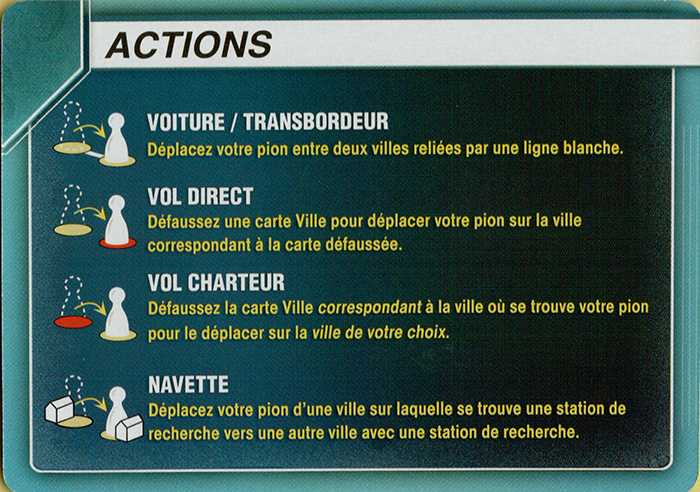 ACTIONS
VOITURE / TRANSBORDEUR
Déplacez votre pion entre deux villes reliées par une ligne blanche.
VOL DIRECT
Défaussez une carte Ville pour déplacer votre pion sur la ville
correspondant à la carte défaussée.
VOL CHARTEUR
Défaussez la carte Ville correspondant à la ville où se trouve votre pion
pour le déplacer sur la ville de votre choix.
NAVETTE
Déplacez votre pion d'une ville sur laquelle se trouve une station de
recherche vers une autre ville avec une station de recherche.